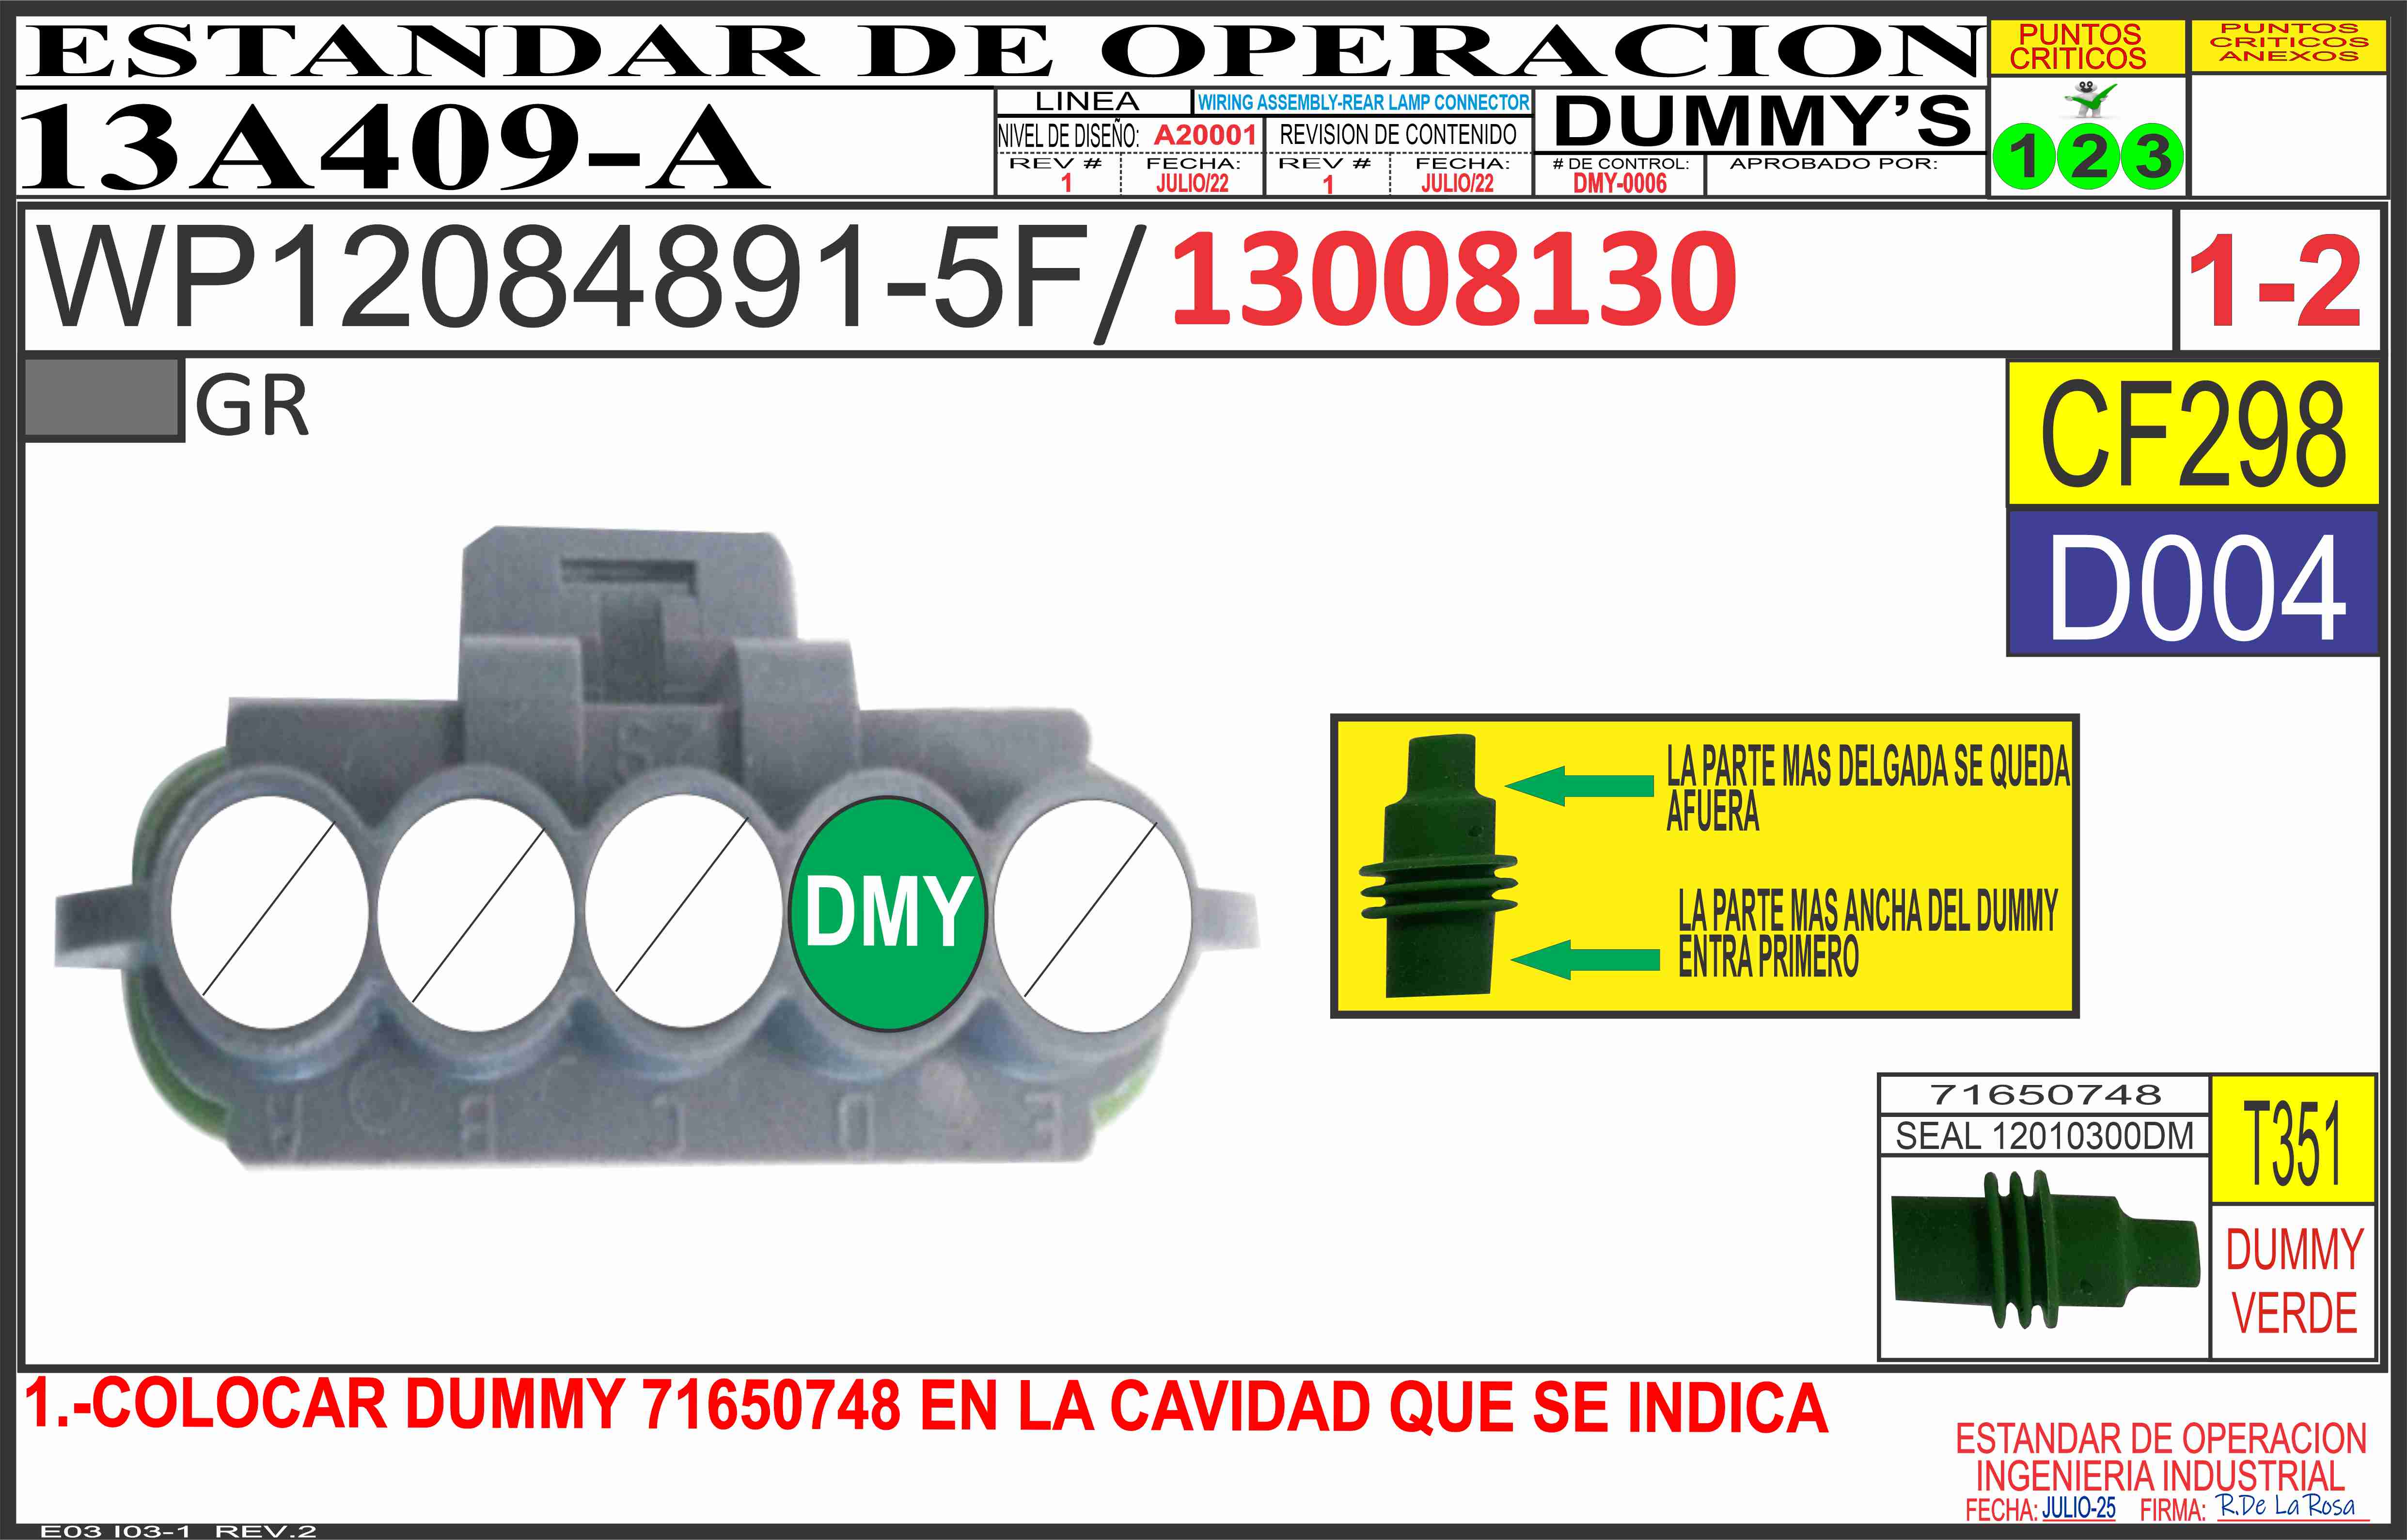 ESTANDAR DE OPERACION
PUNTOS
CRITICOS
PUNTOS
CRITICOS
ANEXOS
13A409-A
LINEA
WIRING ASSEMBLY-REAR LAMP CONNECTOR
NIVEL DE DISEÑO: A20001
REVISION DE CONTENIDO
REV #
1
FECHA:
JULIO/22
REV #
1
FECHA:
JULIO/22
DUMMY'S
# DE CONTROL:
DMY-0006
APROBADO POR:
1 2 3
WP12084891-5F/13008130
1-2
GR
CF298
D004
DMY
A B C D E
LA PARTE MAS DELGADA SE QUEDA
AFUERA
LA PARTE MAS ANCHA DEL DUMMY
ENTRA PRIMERO
71650748
SEAL 12010300DM
T351
DUMMY
VERDE
1.-COLOCAR DUMMY 71650748 EN LA CAVIDAD QUE SE INDICA
ESTANDAR DE OPERACION
INGENIERIA INDUSTRIAL
FECHA: JULIO-25 FIRMA: R.De La Rosa
E03 I03-1 REV.2